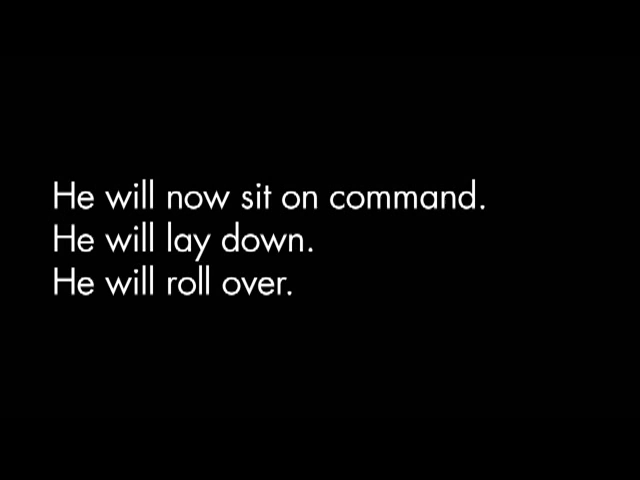 He will now sit on command.
He will lay down.
He will roll over.